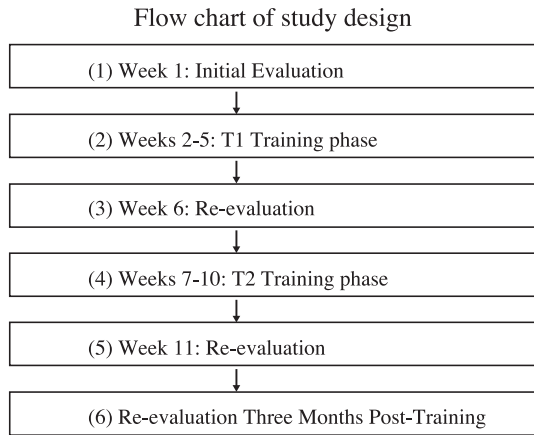 Flow chart of study design
(1) Week 1: Initial Evaluation
(2) Weeks 2-5: T1 Training phase
(3) Week 6: Re-evaluation
(4) Weeks 7-10: T2 Training phase
(5) Week 11: Re-evaluation
(6) Re-evaluation Three Months Post-Training